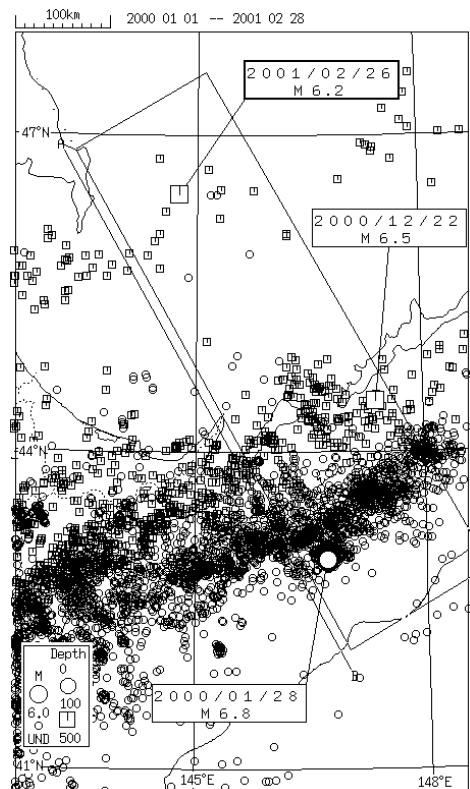 100km 2000 01 01 -- 2001 02 28
2001/02/26
M 6.2
47°N
A
2000/12/22
M 6.5
44°N
B
Depth
M 0
100
6.0
UND 500
2000/01/28
M 6.8
41°N
145°E 148°E